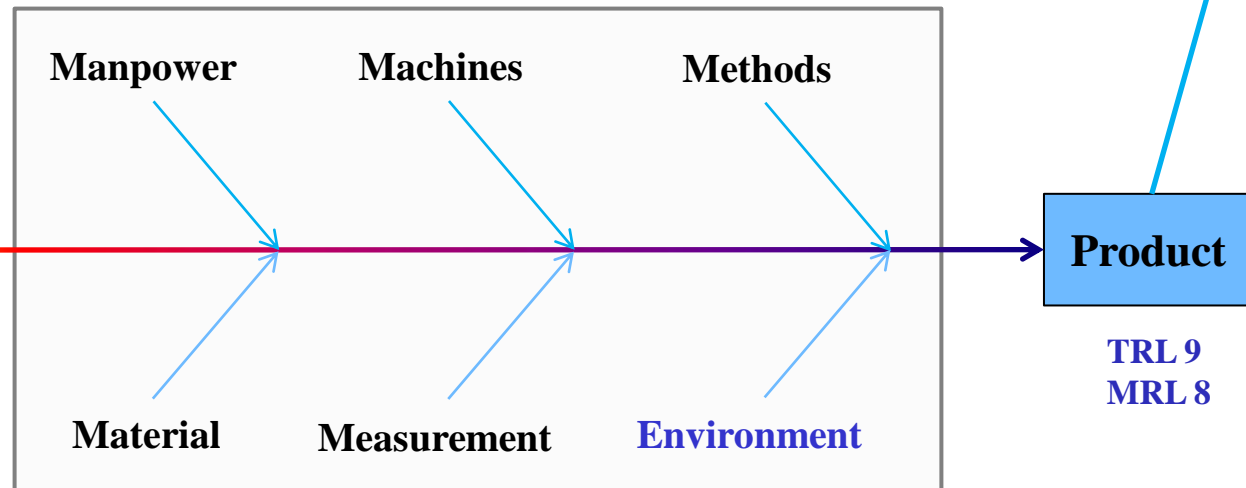 Manpower
Machines
Methods
Product
TRL 9
MRL 8
Material
Measurement
Environment